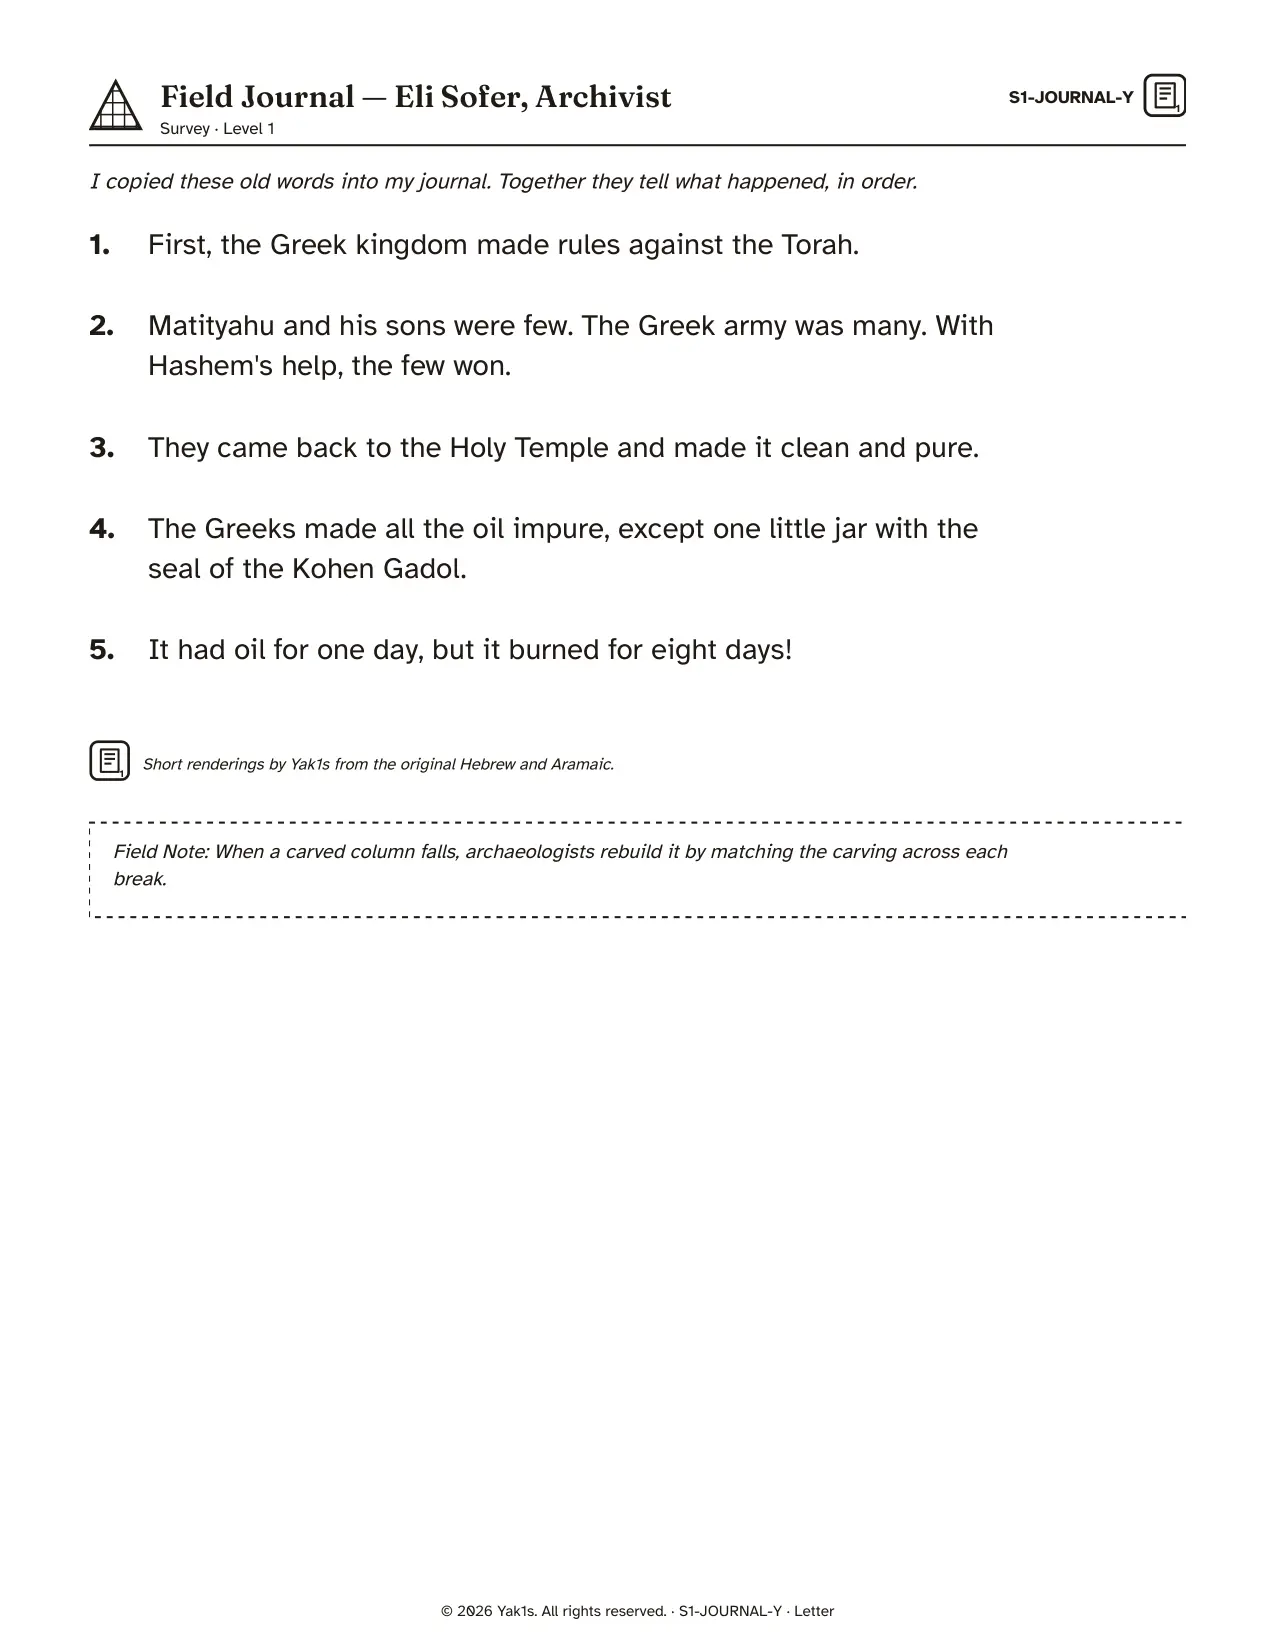 Field Journal — Eli Sofer, Archivist
Survey · Level 1
S1-JOURNAL-Y
1
I copied these old words into my journal. Together they tell what happened, in order.
1. First, the Greek kingdom made rules against the Torah.
2. Matityahu and his sons were few. The Greek army was many. With
Hashem's help, the few won.
3. They came back to the Holy Temple and made it clean and pure.
4. The Greeks made all the oil impure, except one little jar with the
seal of the Kohen Gadol.
5. It had oil for one day, but it burned for eight days!
1
Short renderings by Yak1s from the original Hebrew and Aramaic.
Field Note: When a carved column falls, archaeologists rebuild it by matching the carving across each
break.
© 2026 Yak1s. All rights reserved. · S1-JOURNAL-Y · Letter